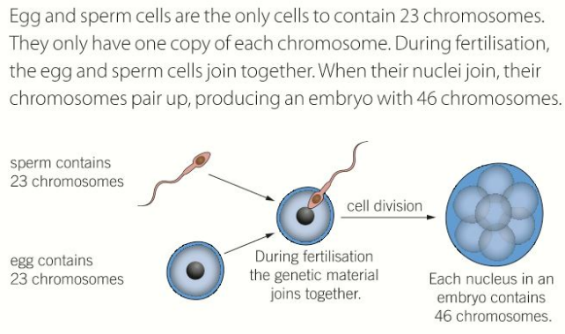 Egg and sperm cells are the only cells to contain 23 chromosomes.
They only have one copy of each chromosome. During fertilisation,
the egg and sperm cells join together. When their nuclei join, their
chromosomes pair up, producing an embryo with 46 chromosomes.
sperm contains
23 chromosomes
egg contains
23 chromosomes
During fertilisation
the genetic material
joins together.
cell division
Each nucleus in an
embryo contains
46 chromosomes.